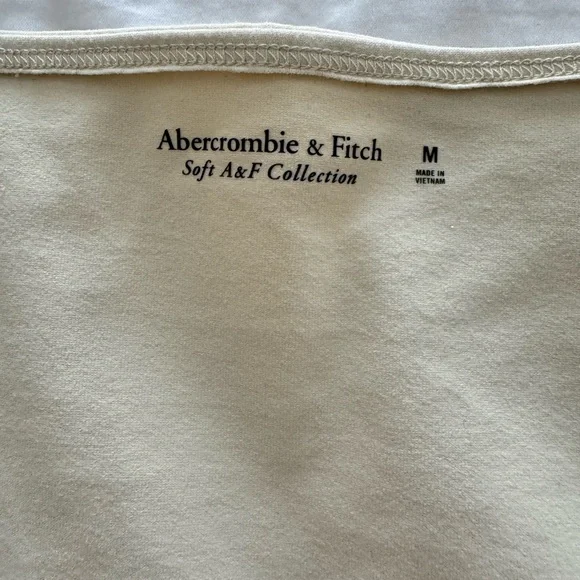 Abercrombie & Fitch
Soft A&F Collection
M
MADE IN
VIETNAM